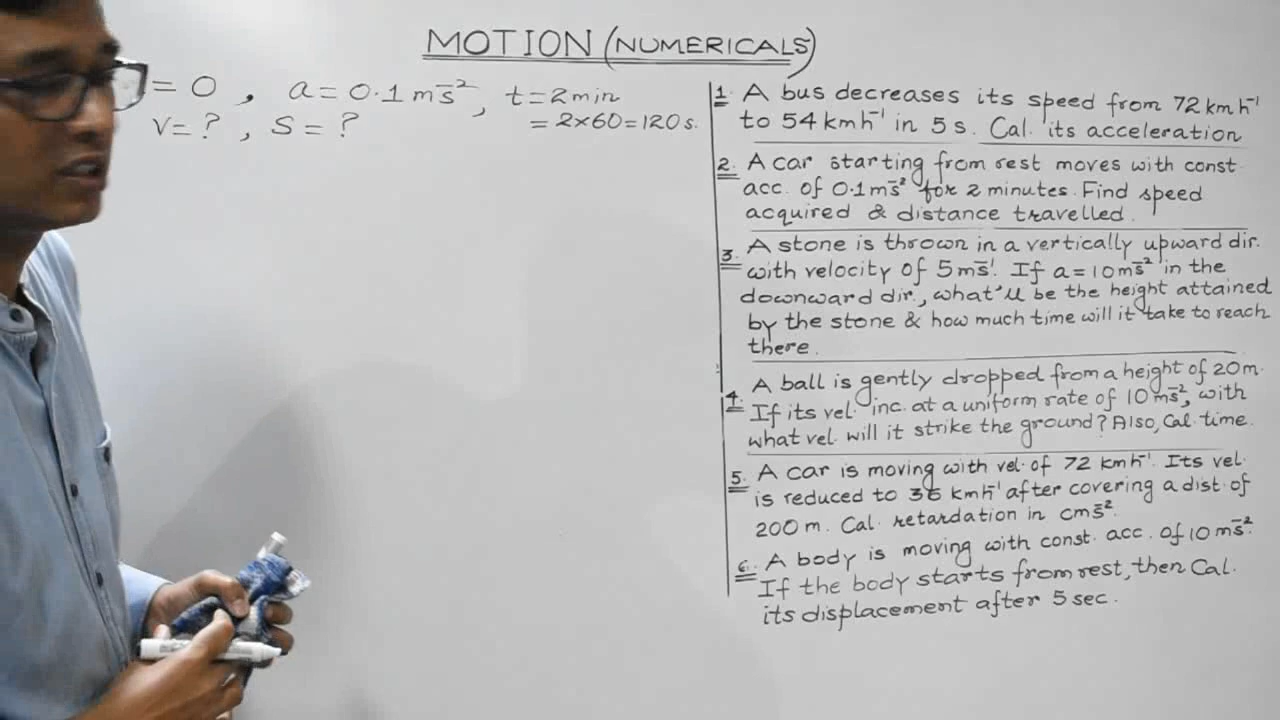 MOTION (NUMERICALS)
= 0 , a = 0.1 ms⁻² , t = 2 min
v = ? , S = ? = 2×60 = 120 s.
1. A bus decreases its speed from 72 kmh⁻¹
to 54 kmh⁻¹ in 5 s. Cal. its acceleration
2. A car starting from rest moves with const
acc. of 0.1 ms⁻² for 2 minutes. Find speed
acquired & distance travelled.
3. A stone is thrown in a vertically upward dir.
with velocity of 5 ms⁻¹. If a = 10 ms⁻² in the
downward dir., what'll be the height attained
by the stone & how much time will it take to reach
there.
4. A ball is gently dropped from a height of 20 m.
If its vel. inc. at a uniform rate of 10 ms⁻², with
what vel. will it strike the ground? Also, Cal. time.
5. A car is moving with vel. of 72 kmh⁻¹. Its vel.
is reduced to 36 kmh⁻¹ after covering a dist. of
200 m. Cal. retardation in cms⁻².
6. A body is moving with const. acc. of 10 ms⁻².
If the body starts from rest, then Cal.
its displacement after 5 sec.